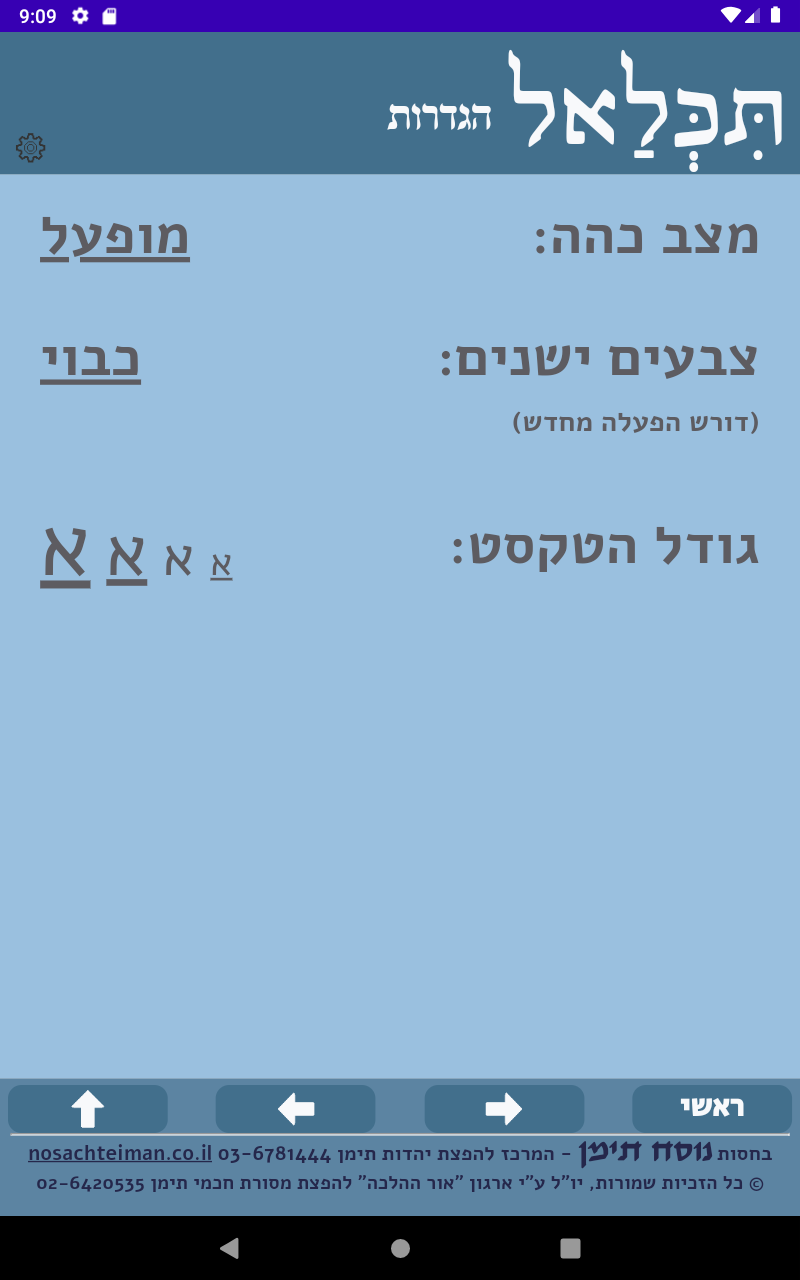 9:09
תִּכְּלַאל הגדרות
מצב כהה: מופעל
צבעים ישנים: כבוי
(דורש הפעלה מחדש)
גודל הטקסט: א א א א
ראשי
בחסות נוסח תימן - המרכז להפצת יהדות תימן 03-6781444 nosachteiman.co.il
© כל הזכיות שמורות, יו"ל ע"י ארגון "אור ההלכה" להפצת מסורת חכמי תימן 02-6420535